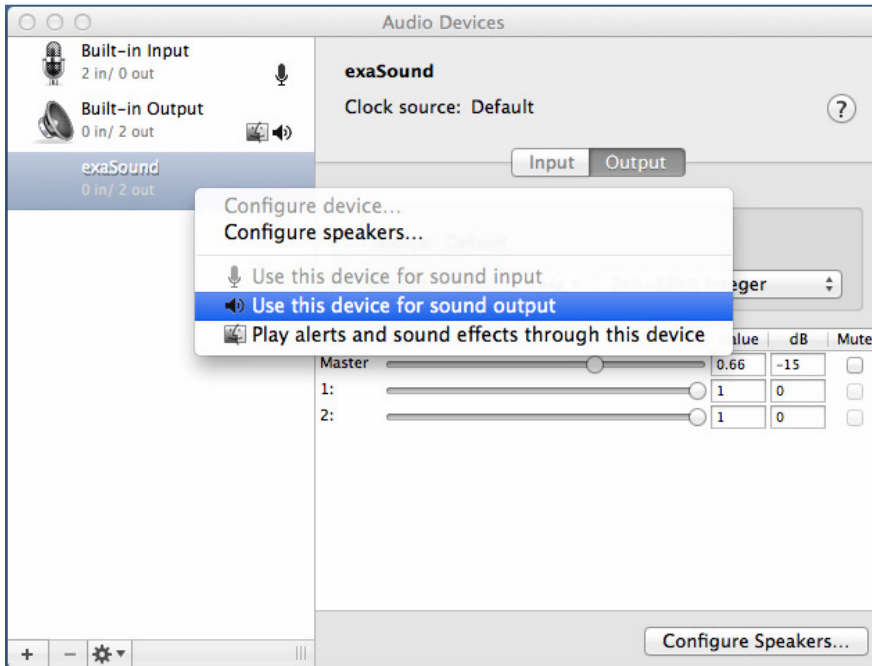 Audio Devices
Built-in Input
2 in/ 0 out
Built-in Output
0 in/ 2 out
exaSound
0 in/ 2 out
exaSound
Clock source: Default
?
Input Output
Configure device...
Configure speakers...
Use this device for sound input
Use this device for sound output
Play alerts and sound effects through this device
dB Mute
Master 0.66 -15
1: 1 0
2: 1 0
Configure Speakers...